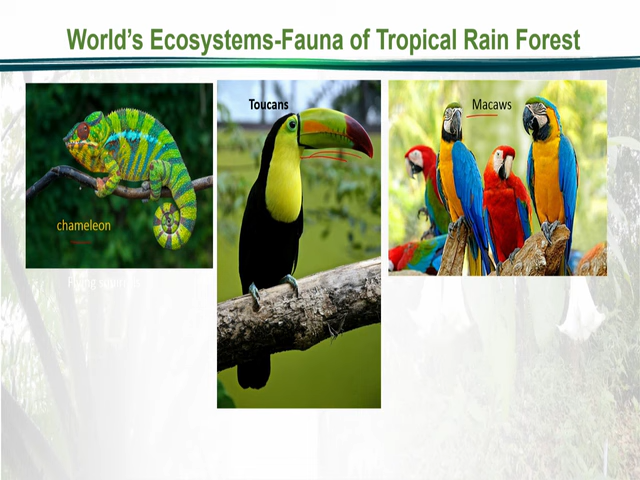 World's Ecosystems-Fauna of Tropical Rain Forest
Toucans
Macaws
chameleon